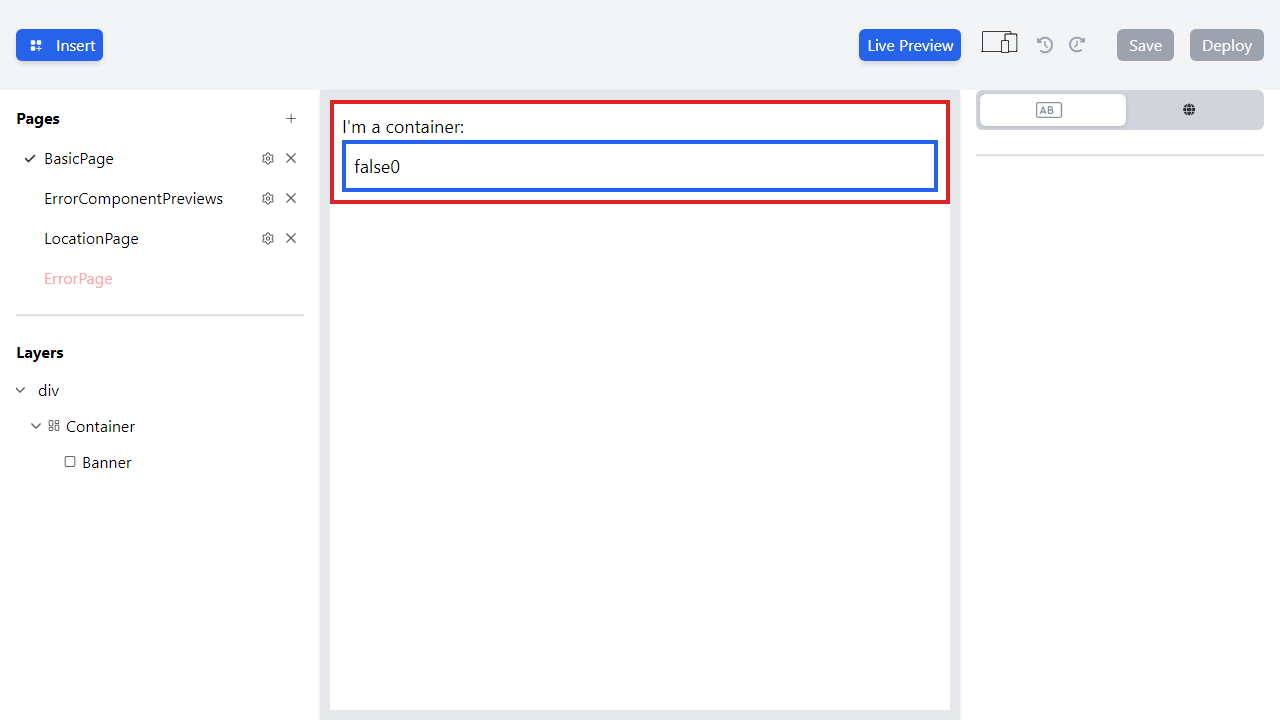 Insert
Live Preview
Save
Deploy
Pages
BasicPage
ErrorComponentPreviews
LocationPage
ErrorPage
Layers
div
Container
Banner
I'm a container:
false0
AB